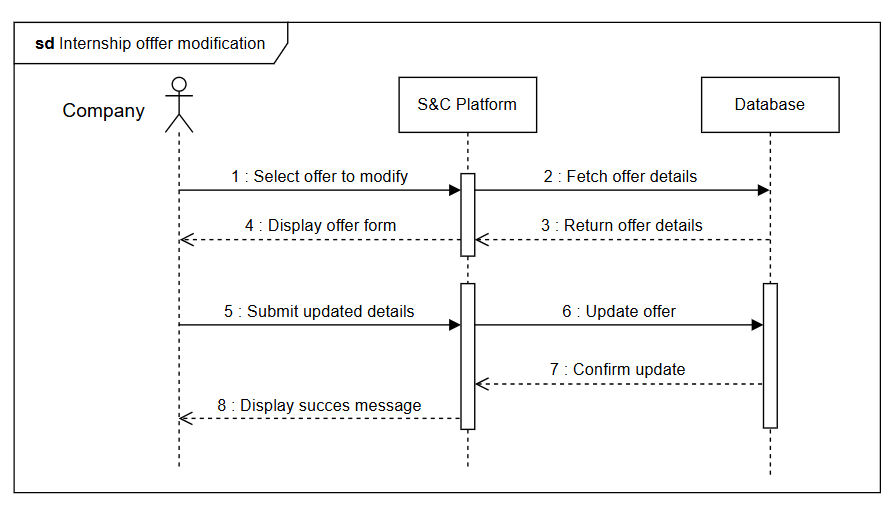 sd Internship offfer modification
Company
S&C Platform
Database
1 : Select offer to modify
2 : Fetch offer details
4 : Display offer form
3 : Return offer details
5 : Submit updated details
6 : Update offer
7 : Confirm update
8 : Display succes message